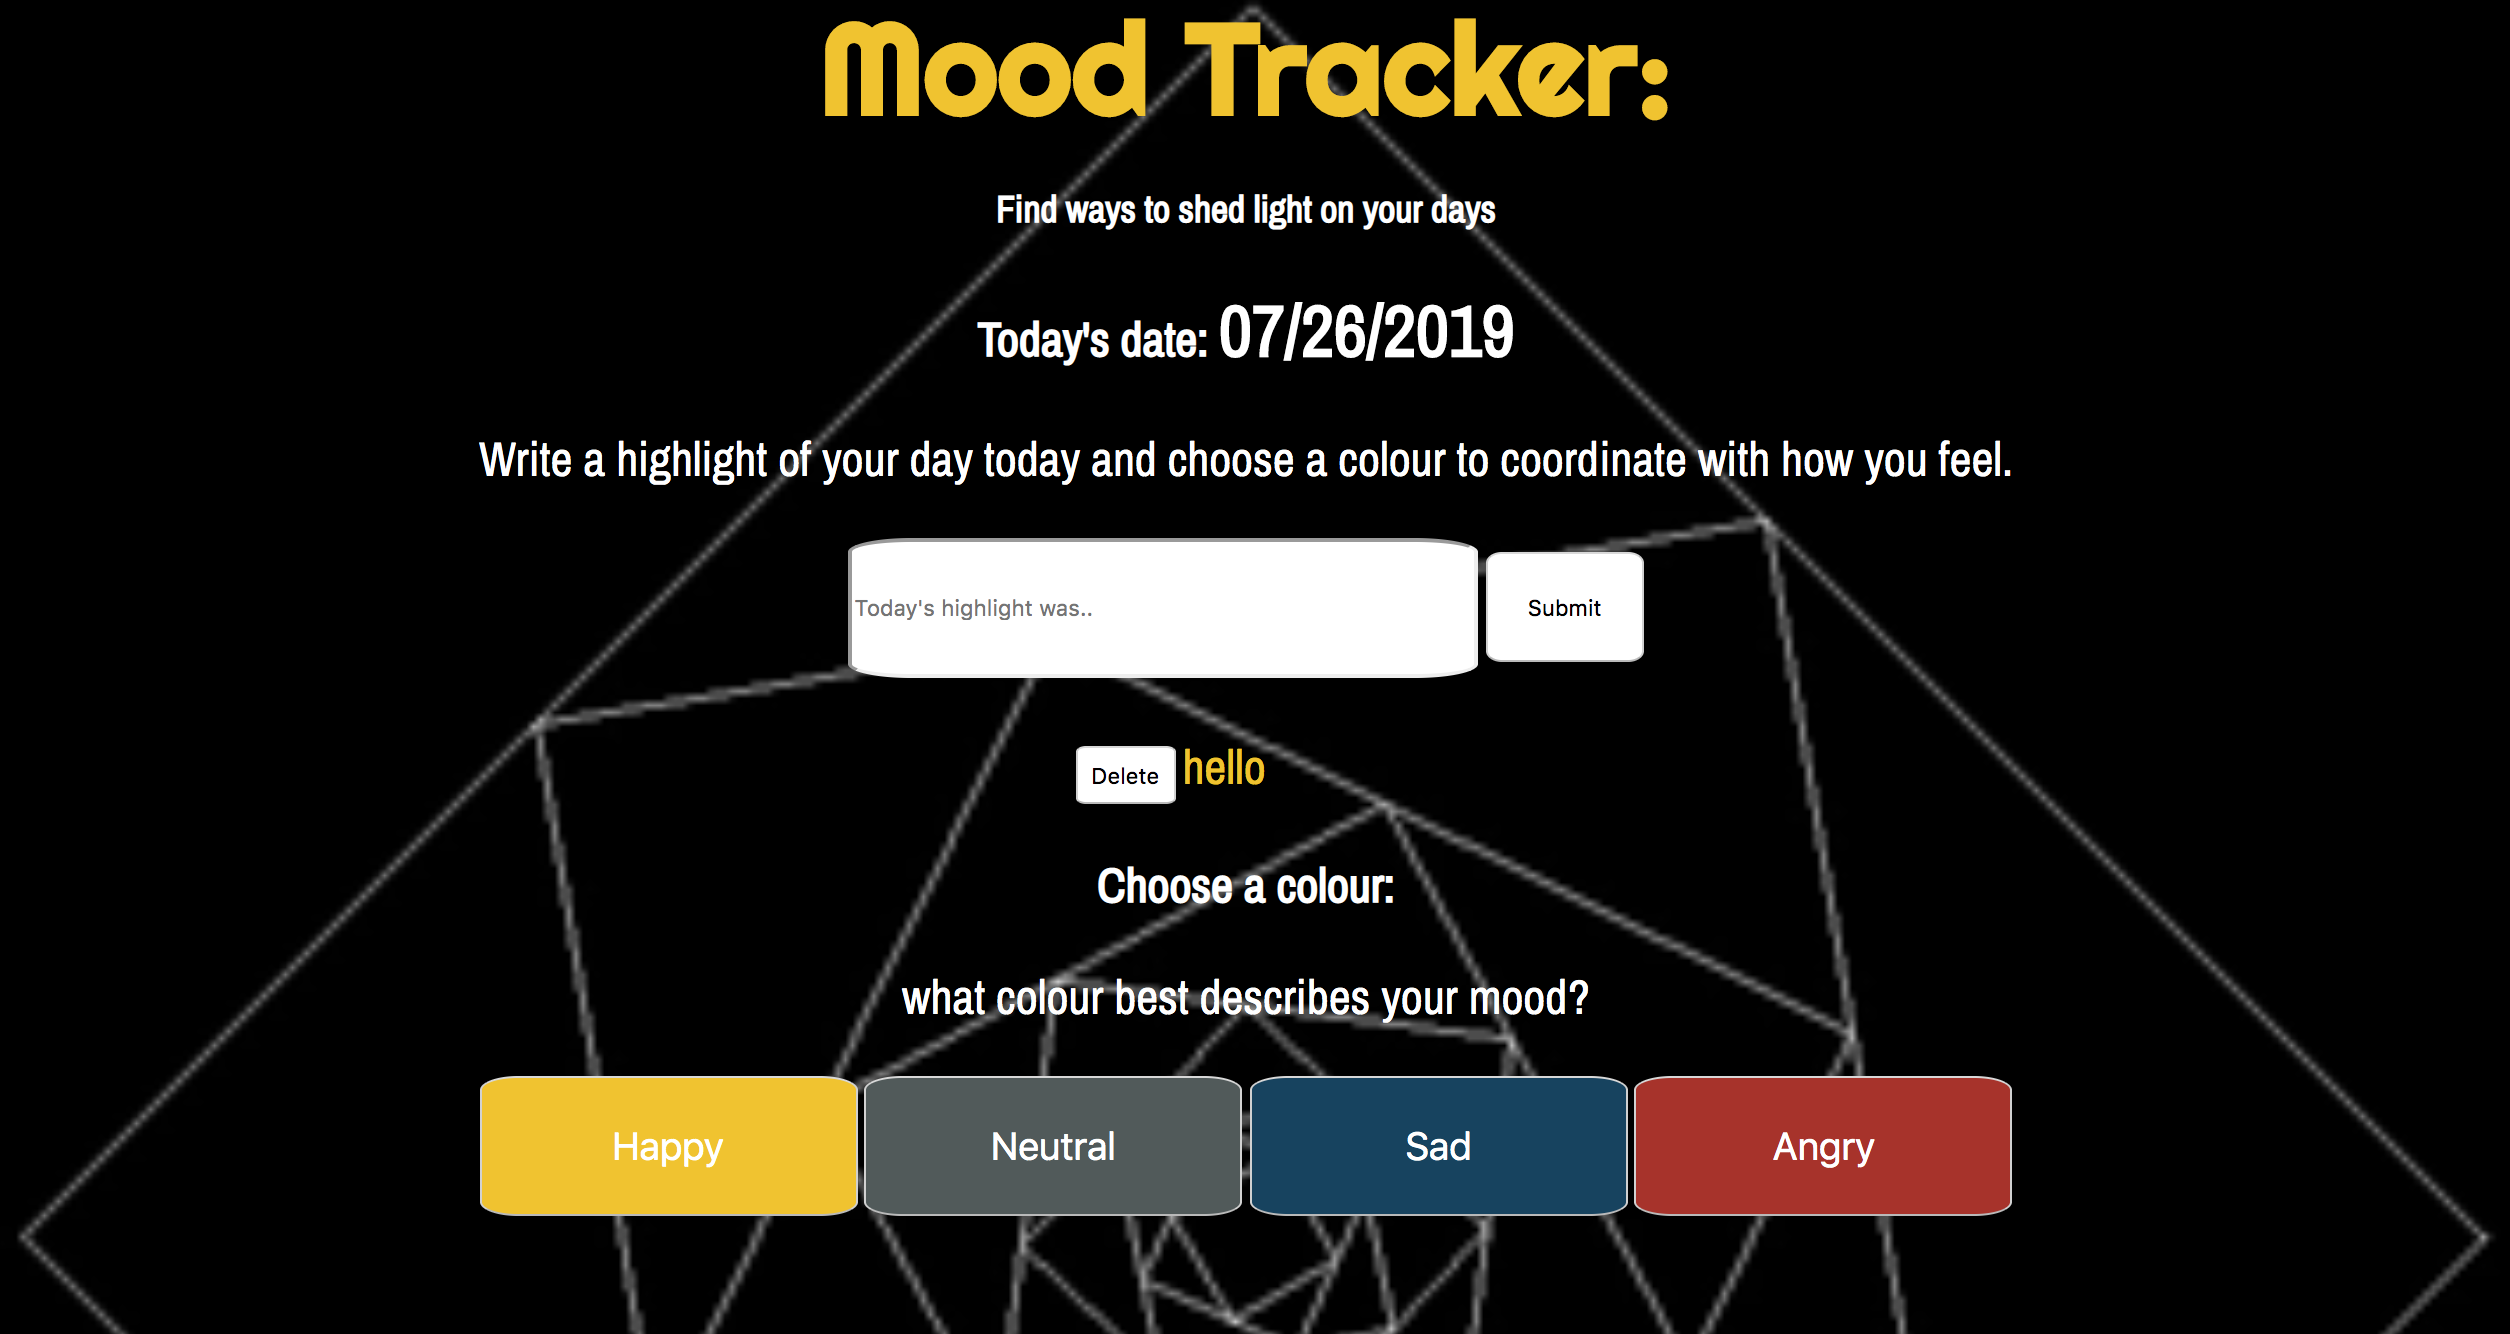 Mood Tracker:
Find ways to shed light on your days
Today's date: 07/26/2019
Write a highlight of your day today and choose a colour to coordinate with how you feel.
Today's highlight was.. Submit
Delete hello
Choose a colour:
what colour best describes your mood?
Happy Neutral Sad Angry